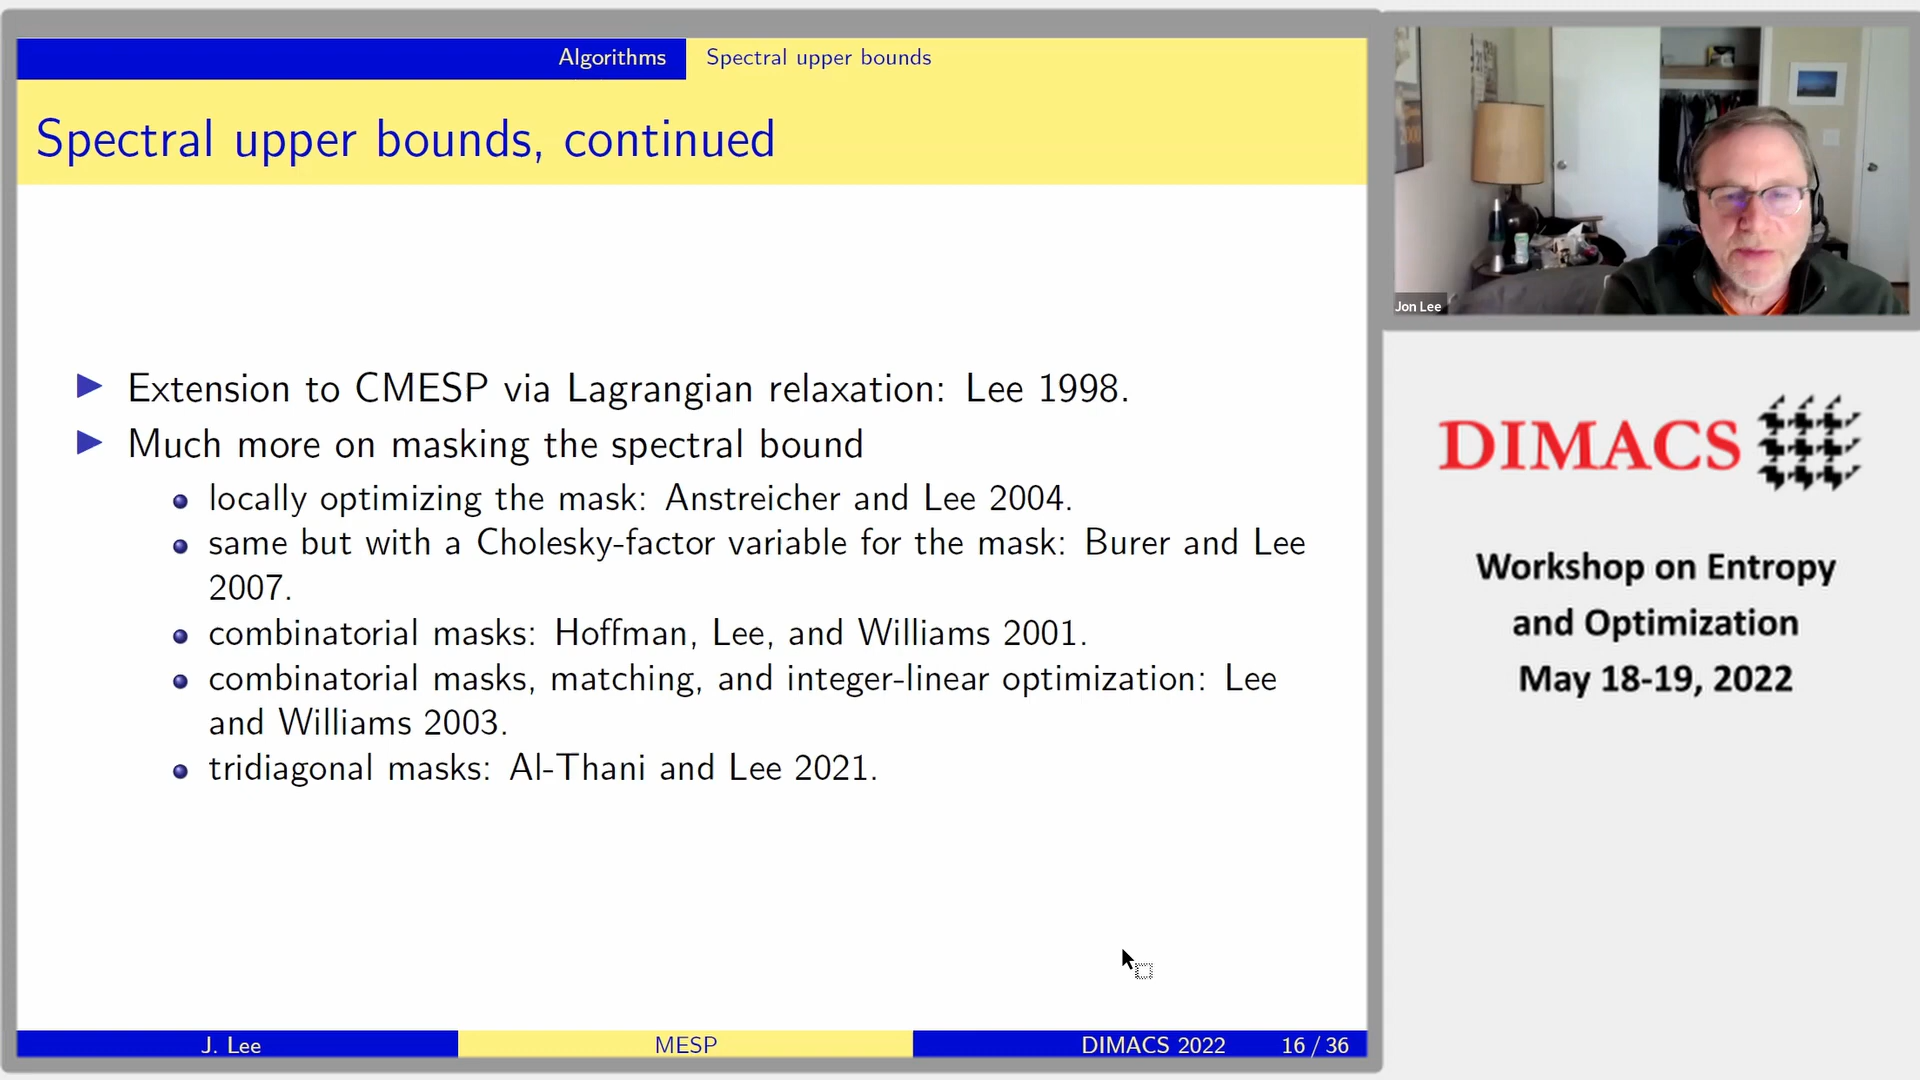 Algorithms
Spectral upper bounds
Spectral upper bounds, continued
▶ Extension to CMESP via Lagrangian relaxation: Lee 1998.
▶ Much more on masking the spectral bound
• locally optimizing the mask: Anstreicher and Lee 2004.
• same but with a Cholesky-factor variable for the mask: Burer and Lee
2007.
• combinatorial masks: Hoffman, Lee, and Williams 2001.
• combinatorial masks, matching, and integer-linear optimization: Lee
and Williams 2003.
• tridiagonal masks: Al-Thani and Lee 2021.
J. Lee
MESP
DIMACS 2022
16 / 36
Jon Lee
DIMACS
Workshop on Entropy
and Optimization
May 18-19, 2022